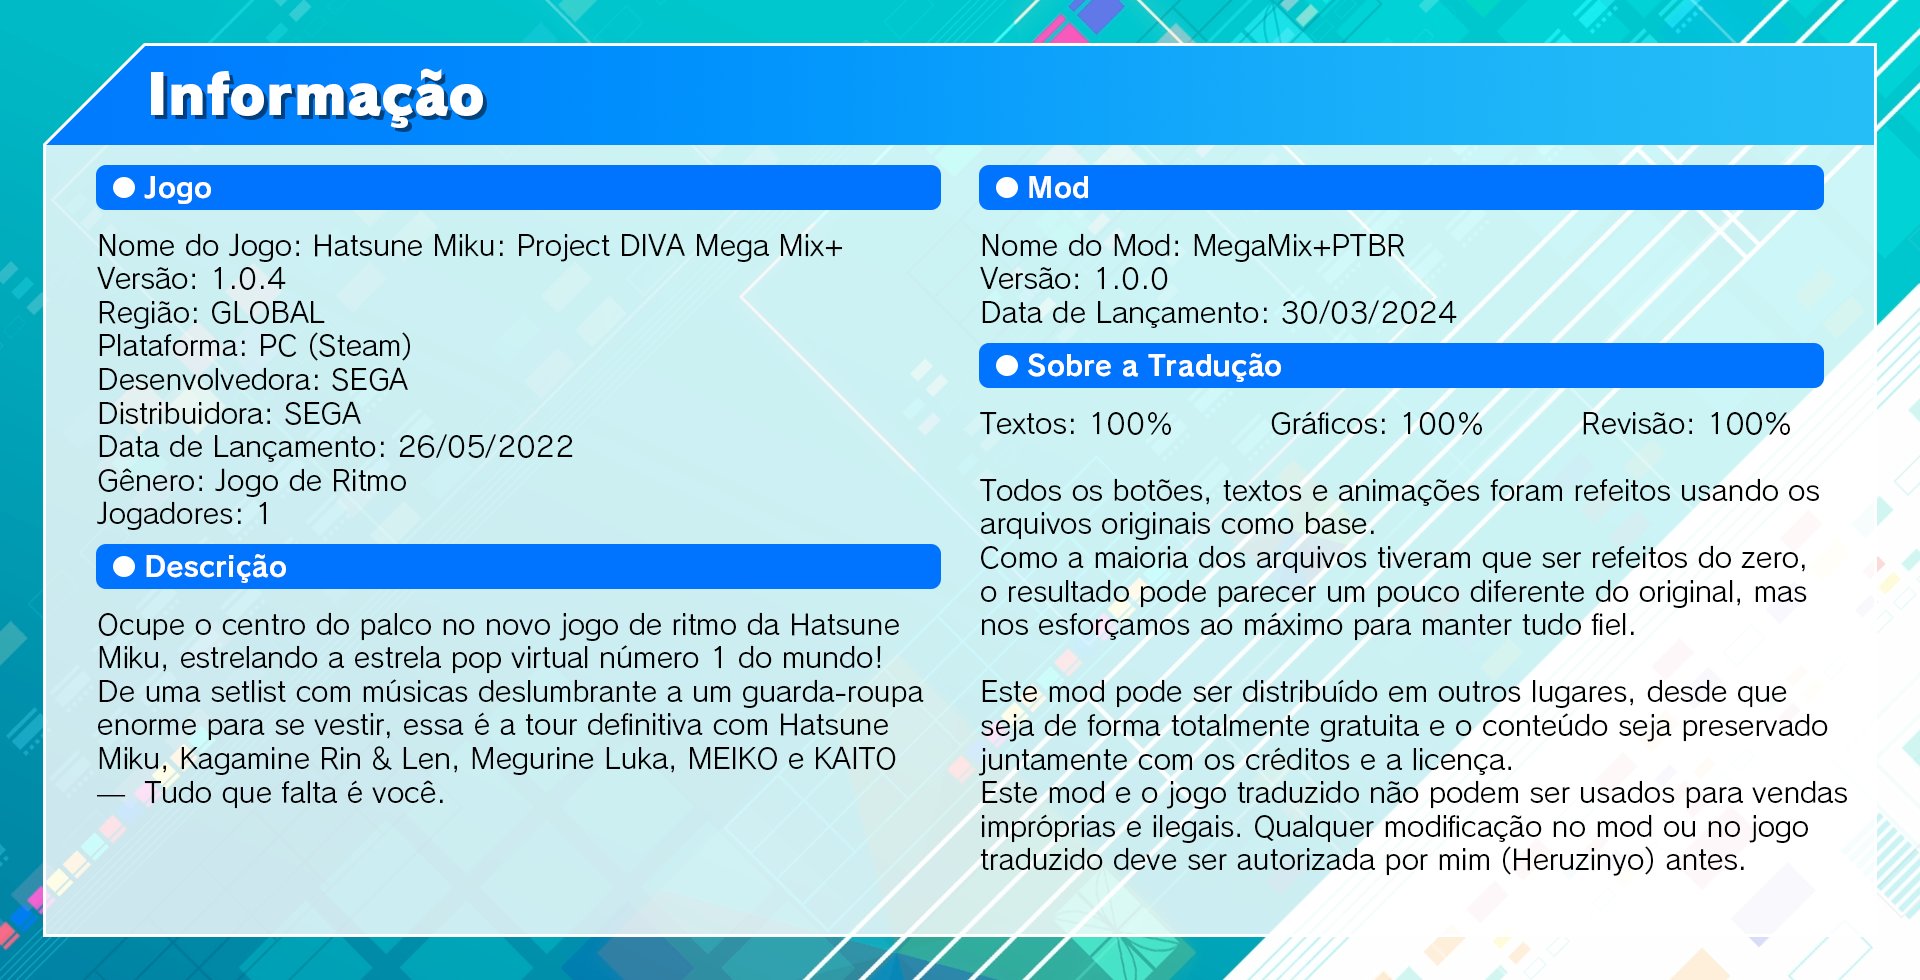 Informação
● Jogo
Nome do Jogo: Hatsune Miku: Project DIVA Mega Mix+
Versão: 1.0.4
Região: GLOBAL
Plataforma: PC (Steam)
Desenvolvedora: SEGA
Distribuidora: SEGA
Data de Lançamento: 26/05/2022
Gênero: Jogo de Ritmo
Jogadores: 1
● Descrição
Ocupe o centro do palco no novo jogo de ritmo da Hatsune
Miku, estrelando a estrela pop virtual número 1 do mundo!
De uma setlist com músicas deslumbrante a um guarda-roupa
enorme para se vestir, essa é a tour definitiva com Hatsune
Miku, Kagamine Rin & Len, Megurine Luka, MEIKO e KAITO
— Tudo que falta é você.
● Mod
Nome do Mod: MegaMix+PTBR
Versão: 1.0.0
Data de Lançamento: 30/03/2024
● Sobre a Tradução
Textos: 100% Gráficos: 100% Revisão: 100%
Todos os botões, textos e animações foram refeitos usando os
arquivos originais como base.
Como a maioria dos arquivos tiveram que ser refeitos do zero,
o resultado pode parecer um pouco diferente do original, mas
nos esforçamos ao máximo para manter tudo fiel.
Este mod pode ser distribuído em outros lugares, desde que
seja de forma totalmente gratuita e o conteúdo seja preservado
juntamente com os créditos e a licença.
Este mod e o jogo traduzido não podem ser usados para vendas
impróprias e ilegais. Qualquer modificação no mod ou no jogo
traduzido deve ser autorizada por mim (Heruzinyo) antes.